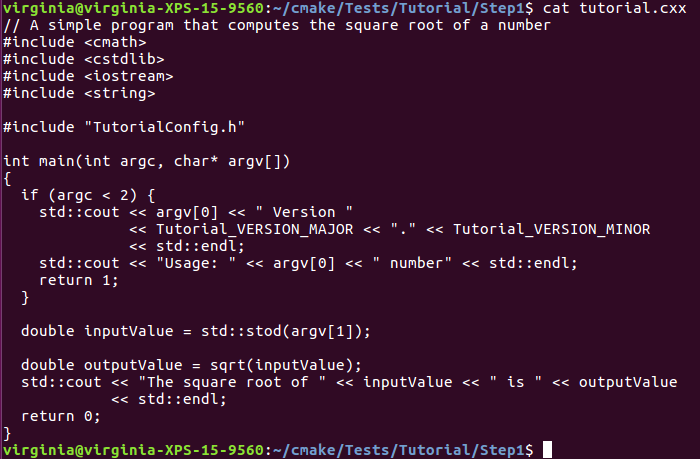 virginia@virginia-XPS-15-9560:~/cmake/Tests/Tutorial/Step1$ cat tutorial.cxx
// A simple program that computes the square root of a number
#include <cmath>
#include <cstdlib>
#include <iostream>
#include <string>

#include "TutorialConfig.h"

int main(int argc, char* argv[])
{
  if (argc < 2) {
    std::cout << argv[0] << " Version "
              << Tutorial_VERSION_MAJOR << "." << Tutorial_VERSION_MINOR
              << std::endl;
    std::cout << "Usage: " << argv[0] << " number" << std::endl;
    return 1;
  }

  double inputValue = std::stod(argv[1]);

  double outputValue = sqrt(inputValue);
  std::cout << "The square root of " << inputValue << " is " << outputValue
            << std::endl;
  return 0;
}
virginia@virginia-XPS-15-9560:~/cmake/Tests/Tutorial/Step1$